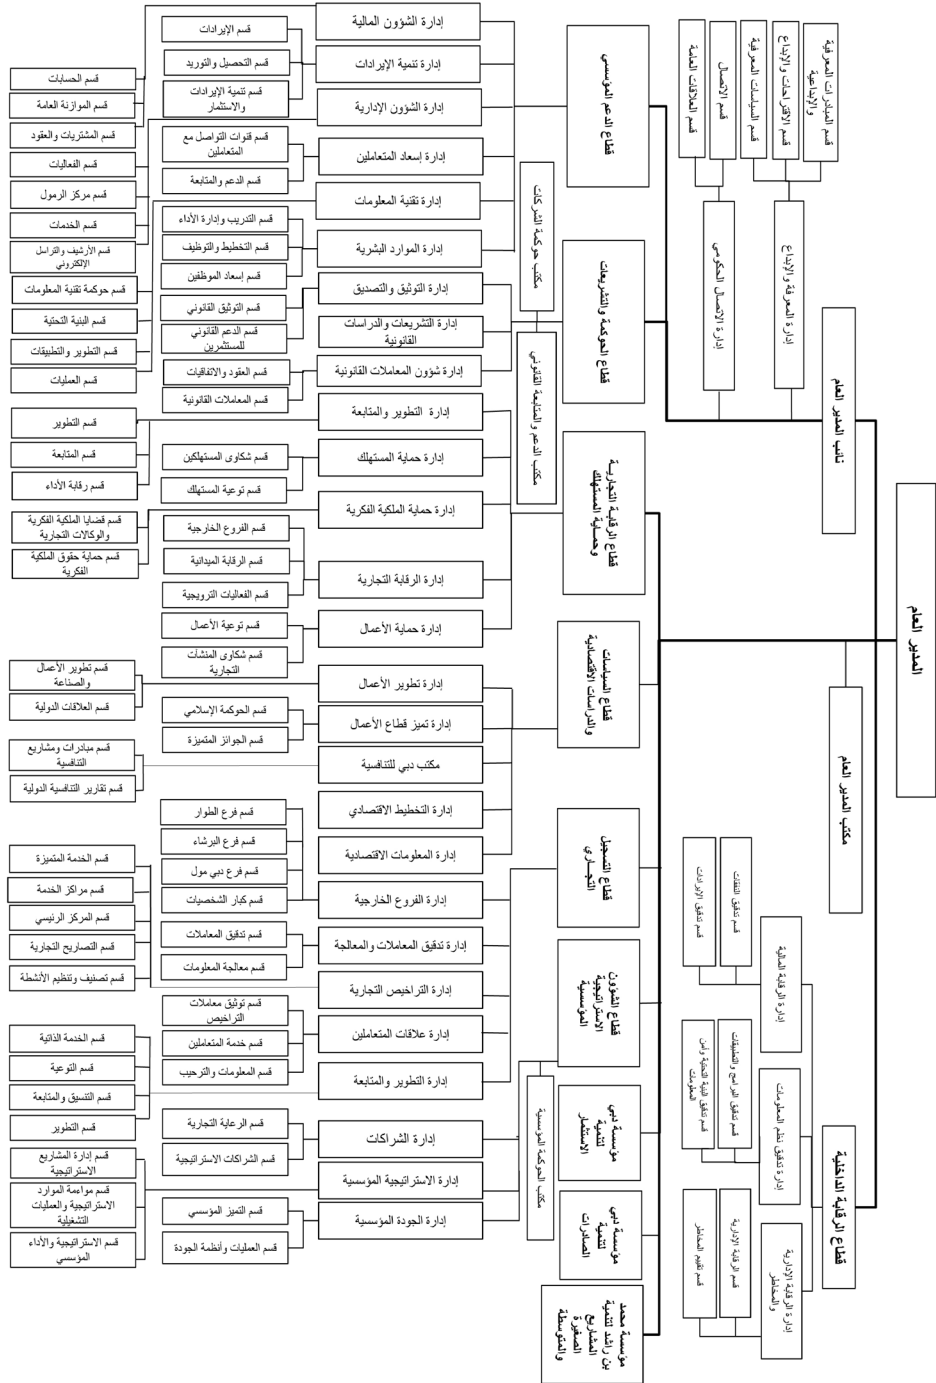 المدير العام
مكتب المدير العام
نائب المدير العام
قطاع الرقابة الداخلية
إدارة المعرفة والإبداع
إدارة الاتصال الحكومي
قسم المبادرات المعرفية
والإبداعية
قسم الاقتراحات والإبداع
قسم السياسات المعرفية
قسم الاتصال
قسم العلاقات العامة
إدارة الرقابة المالية
قسم تدقيق النفقات
قسم تدقيق الإيرادات
إدارة تدقيق نظم المعلومات
قسم تدقيق البرامج والتطبيقات
قسم تدقيق البنية التحتية وأمن
المعلومات
إدارة الرقابة الإدارية
والمخاطر
قسم الرقابة الإدارية
قسم تقييم المخاطر
قطاع الدعم المؤسسي
إدارة الشؤون المالية
إدارة تنمية الإيرادات
إدارة الشؤون الإدارية
إدارة إسعاد المتعاملين
إدارة تقنية المعلومات
إدارة الموارد البشرية
قسم الإيرادات
قسم التحصيل والتوريد
قسم تنمية الإيرادات
والاستثمار
قسم قنوات التواصل مع
المتعاملين
قسم الدعم والمتابعة
قسم التدريب وإدارة الأداء
قسم التخطيط والتوظيف
قسم إسعاد الموظفين
قسم الحسابات
قسم الموازنة العامة
قسم المشتريات والعقود
قسم الفعاليات
قسم مركز الرمول
قسم الخدمات
قسم الأرشيف والتراسل
الإلكتروني
قسم حوكمة تقنية المعلومات
قسم البنية التحتية
قسم التطوير والتطبيقات
قسم العمليات
قطاع الحوكمة والتشريعات
مكتب حوكمة الشركات
مكتب الدعم والمتابعة القانوني
إدارة التوثيق والتصديق
إدارة التشريعات والدراسات
القانونية
إدارة شؤون المعاملات القانونية
قسم التوثيق القانوني
قسم الدعم القانوني
للمستثمرين
قسم العقود والاتفاقيات
قسم المعاملات القانونية
قطاع الرقابة التجاريــة
وحمــاية المستهلك
إدارة التطوير والمتابعة
إدارة حماية المستهلك
إدارة حماية الملكية الفكرية
إدارة الرقابة التجارية
إدارة حماية الأعمال
قسم شكاوى المستهلكين
قسم توعية المستهلك
قسم الفروع الخارجية
قسم الرقابة الميدانية
قسم الفعاليات الترويجية
قسم توعية الأعمال
قسم شكاوى المنشآت
التجارية
قسم التطوير
قسم المتابعة
قسم رقابة الأداء
قسم قضايا الملكية الفكرية
والوكالات التجارية
قسم حماية حقوق الملكية
الفكرية
قطاع السياسات
والدراسات الاقتصادية
إدارة تطوير الأعمال
إدارة تميز قطاع الأعمال
مكتب دبي للتنافسية
إدارة التخطيط الاقتصادي
إدارة المعلومات الاقتصادية
قسم الحوكمة الإسلامي
قسم الجوائز المتميزة
قسم تطوير الأعمال
والصناعة
قسم العلاقات الدولية
قسم مبادرات ومشاريع
التنافسية
قسم تقارير التنافسية الدولية
قطاع التسجيل
التجــاري
إدارة الفروع الخارجية
إدارة تدقيق المعاملات والمعالجة
إدارة التراخيص التجارية
إدارة علاقات المتعاملين
إدارة التطوير والمتابعة
قسم فرع الطوار
قسم فرع البرشاء
قسم فرع دبي مول
قسم كبار الشخصيات
قسم تدقيق المعاملات
قسم معالجة المعلومات
قسم توثيق معاملات
التراخيص
قسم خدمة المتعاملين
قسم المعلومات والترحيب
قسم الخدمة المتميزة
قسم مراكز الخدمة
قسم المركز الرئيسي
قسم التصاريح التجارية
قسم تصنيف وتنظيم الأنشطة
قسم الخدمة الذاتية
قسم التوعية
قسم التنسيق والمتابعة
قسم التطوير
قطاع الشؤون
الاستراتيجية
المؤسسية
مكتب الحوكمة المؤسسية
إدارة الشراكات
إدارة الاستراتيجية المؤسسية
إدارة الجودة المؤسسية
قسم الرعاية التجارية
قسم الشراكات الاستراتيجية
قسم التميز المؤسسي
قسم العمليات وأنظمة الجودة
قسم إدارة المشاريع
الاستراتيجية
قسم مواءمة الموارد
الاستراتيجية والعمليات
التشغيلية
قسم الاستراتيجية والأداء
المؤسسي
مؤسسة دبي
لتنمية
الاستثمار
مؤسسة دبي
لتنمية
الصادرات
مؤسسة محمد
بن راشد لتنمية
المشاريع
الصغيرة
والمتوسطة